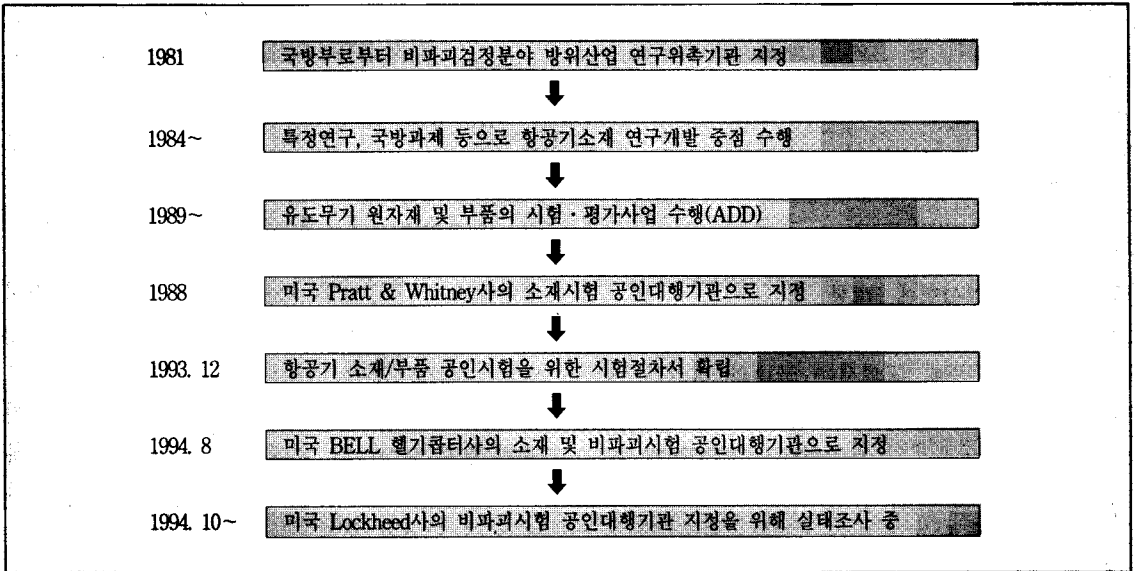 1981 국방부로부터 비파괴검정분야 방위산업 연구위촉기관 지정
1984~ 특정연구, 국방과제 등으로 항공기소재 연구개발 중점 수행
1989~ 유도무기 원자재 및 부품의 시험·평가사업 수행(ADD)
1988 미국 Pratt & Whitney사의 소재시험 공인대행기관으로 지정
1993. 12 항공기 소재/부품 공인시험을 위한 시험절차서 확립
1994. 8 미국 BELL 헬기콥터사의 소재 및 비파괴시험 공인대행기관으로 지정
1994. 10~ 미국 Lockheed사의 비파괴시험 공인대행기관 지정을 위해 실태조사 중